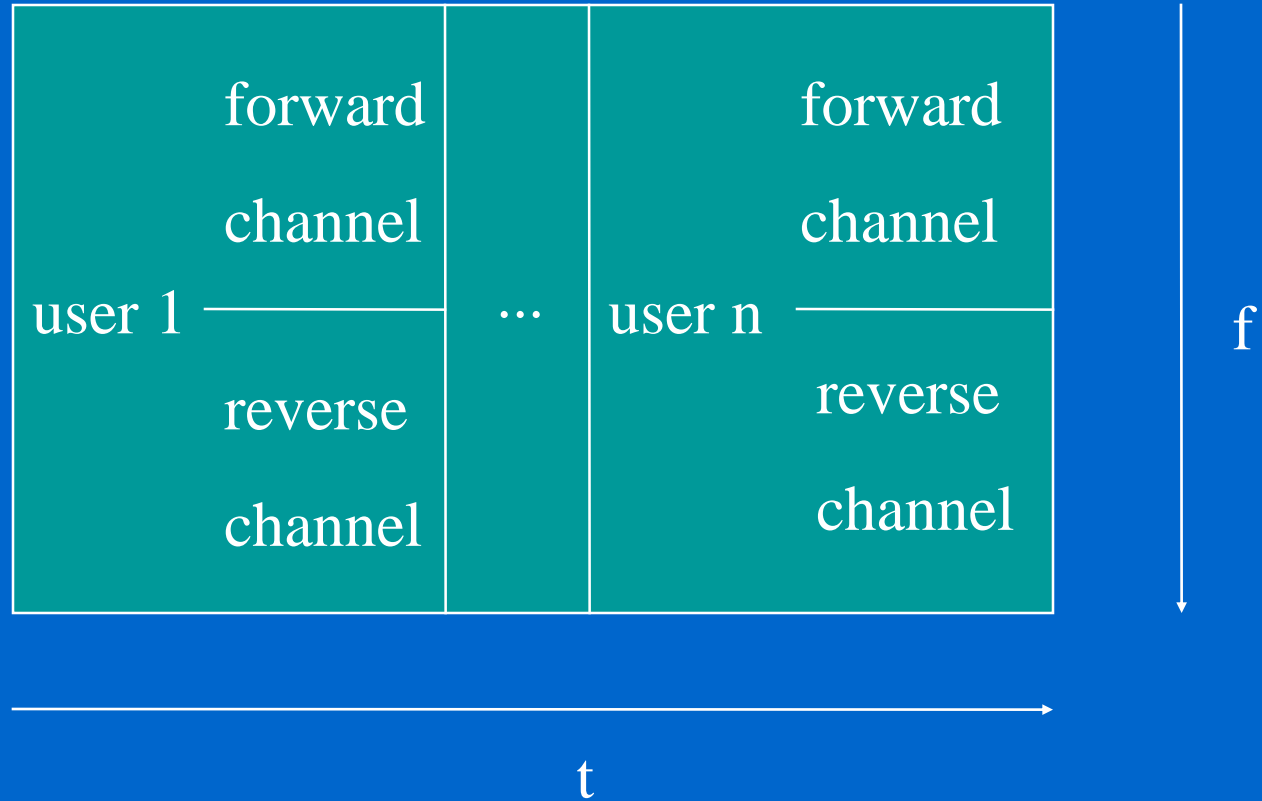 forward
channel
user 1
reverse
channel
...
forward
channel
user n
reverse
channel
f
t